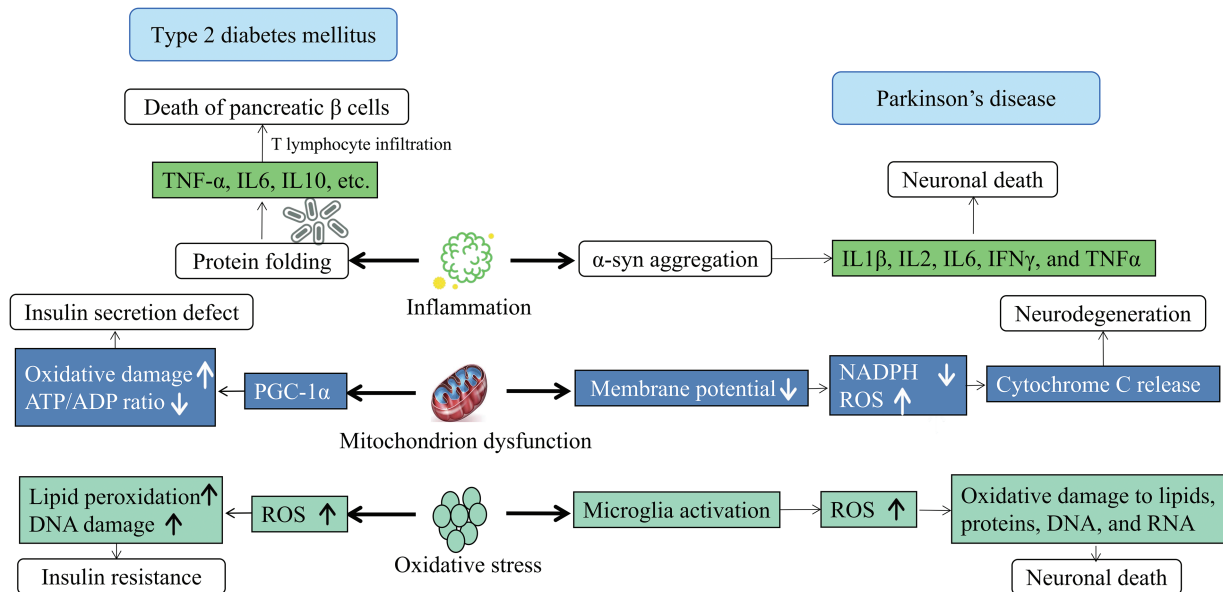 Type 2 diabetes mellitus
Parkinson’s disease
Death of pancreatic β cells
T lymphocyte infiltration
TNF-α, IL6, IL10, etc.
Neuronal death
Protein folding
α-syn aggregation
IL1β, IL2, IL6, IFNγ, and TNFα
Inflammation
Insulin secretion defect
Neurodegeneration
Oxidative damage ↑
ATP/ADP ratio ↓
PGC-1α
Membrane potential ↓
NADPH ↓
ROS ↑
Cytochrome C release
Mitochondrion dysfunction
Lipid peroxidation ↑
DNA damage ↑
ROS ↑
Microglia activation
ROS ↑
Oxidative damage to lipids,
proteins, DNA, and RNA
Oxidative stress
Insulin resistance
Neuronal death